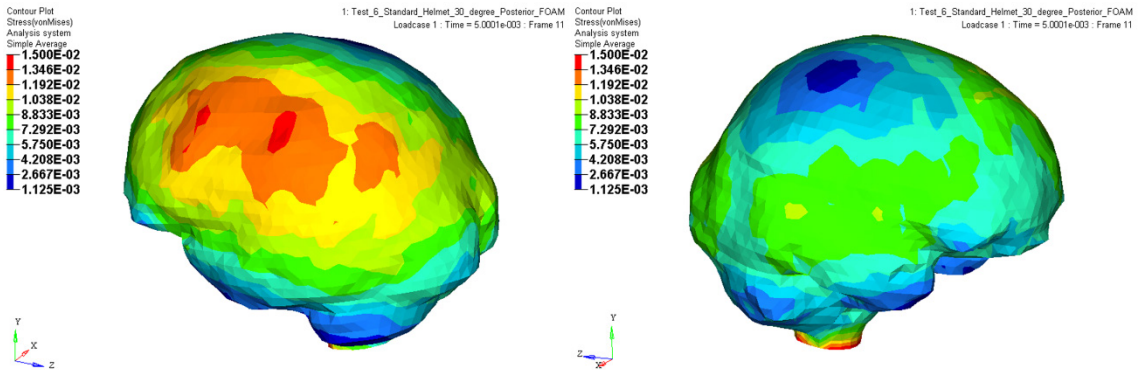 Contour Plot
Stress(vonMises)
Analysis system
Simple Average
1.500E-02
1.346E-02
1.192E-02
1.038E-02
8.833E-03
7.292E-03
5.750E-03
4.208E-03
2.667E-03
1.125E-03
1: Test_6_Standard_Helmet_30_degree_Posterior_FOAM
Loadcase 1 : Time = 5.0001e-003 : Frame 11
Y
X
Z
Contour Plot
Stress(vonMises)
Analysis system
Simple Average
1.500E-02
1.346E-02
1.192E-02
1.038E-02
8.833E-03
7.292E-03
5.750E-03
4.208E-03
2.667E-03
1.125E-03
1: Test_6_Standard_Helmet_30_degree_Posterior_FOAM
Loadcase 1 : Time = 5.0001e-003 : Frame 11
Y
Z
X